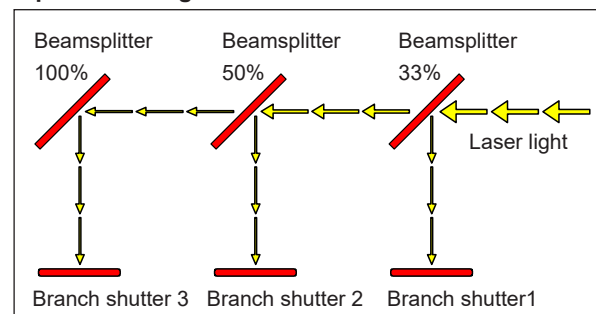 Beamsplitter Beamsplitter Beamsplitter
100% 50% 33%
Laser light
Branch shutter 3 Branch shutter 2 Branch shutter1